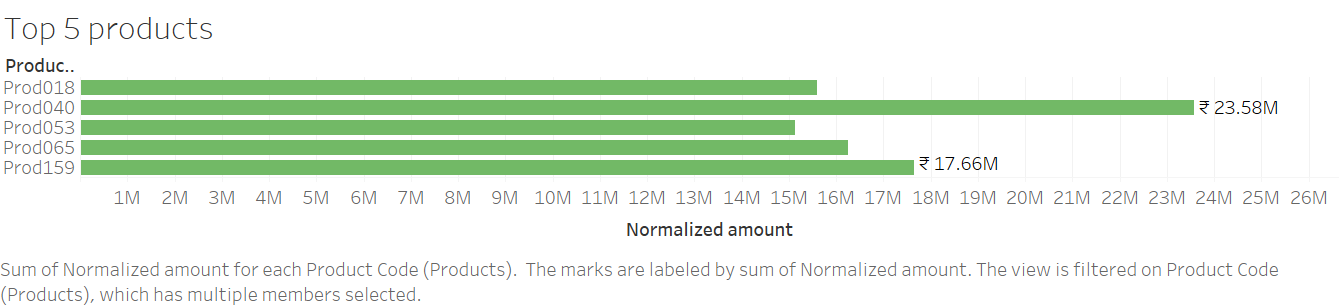 Top 5 products
Produc..
Prod018
Prod040 ₹ 23.58M
Prod053
Prod065
Prod159 ₹ 17.66M
1M 2M 3M 4M 5M 6M 7M 8M 9M 10M 11M 12M 13M 14M 15M 16M 17M 18M 19M 20M 21M 22M 23M 24M 25M 26M
Normalized amount
Sum of Normalized amount for each Product Code (Products).  The marks are labeled by sum of Normalized amount. The view is filtered on Product Code
(Products), which has multiple members selected.